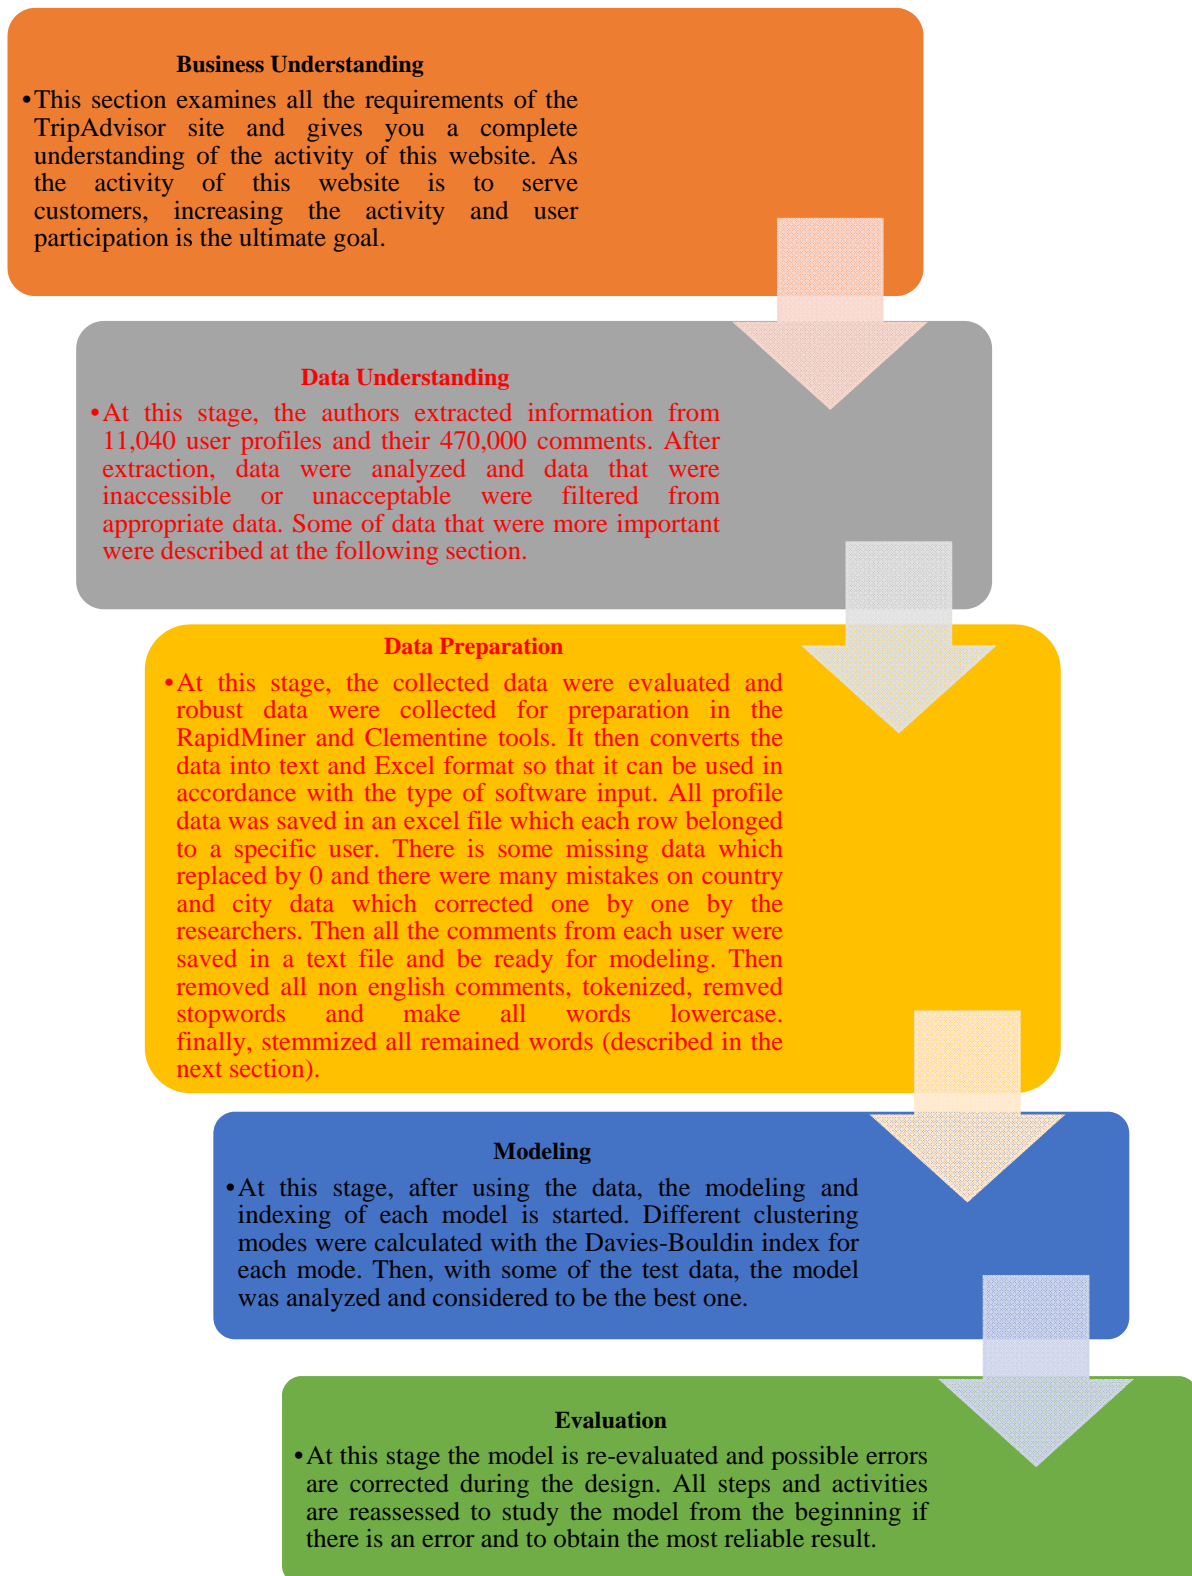 Business Understanding
•This section examines all the requirements of the
TripAdvisor site and gives you a complete
understanding of the activity of this website. As
the activity of this website is to serve
customers, increasing the activity and user
participation is the ultimate goal.
Data Understanding
•At this stage, the authors extracted information from
11,040 user profiles and their 470,000 comments. After
extraction, data were analyzed and data that were
inaccessible or unacceptable were filtered from
appropriate data. Some of data that were more important
were described at the following section.
Data Preparation
•At this stage, the collected data were evaluated and
robust data were collected for preparation in the
RapidMiner and Clementine tools. It then converts the
data into text and Excel format so that it can be used in
accordance with the type of software input. All profile
data was saved in an excel file which each row belonged
to a specific user. There is some missing data which
replaced by 0 and there were many mistakes on country
and city data which corrected one by one by the
researchers. Then all the comments from each user were
saved in a text file and be ready for modeling. Then
removed all non english comments, tokenized, remved
stopwords and make all words lowercase.
finally, stemmized all remained words (described in the
next section).
Modeling
•At this stage, after using the data, the modeling and
indexing of each model is started. Different clustering
modes were calculated with the Davies-Bouldin index for
each mode. Then, with some of the test data, the model
was analyzed and considered to be the best one.
Evaluation
•At this stage the model is re-evaluated and possible errors
are corrected during the design. All steps and activities
are reassessed to study the model from the beginning if
there is an error and to obtain the most reliable result.